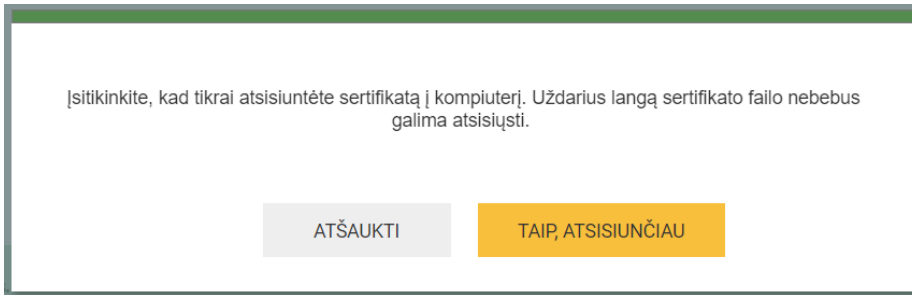 Įsitikinkite, kad tikrai atsisiuntėte sertifikatą į kompiuterį. Uždarius langą sertifikato failo nebebus
galima atsisiųsti.
ATŠAUKTI
TAIP, ATSISIUNČIAU